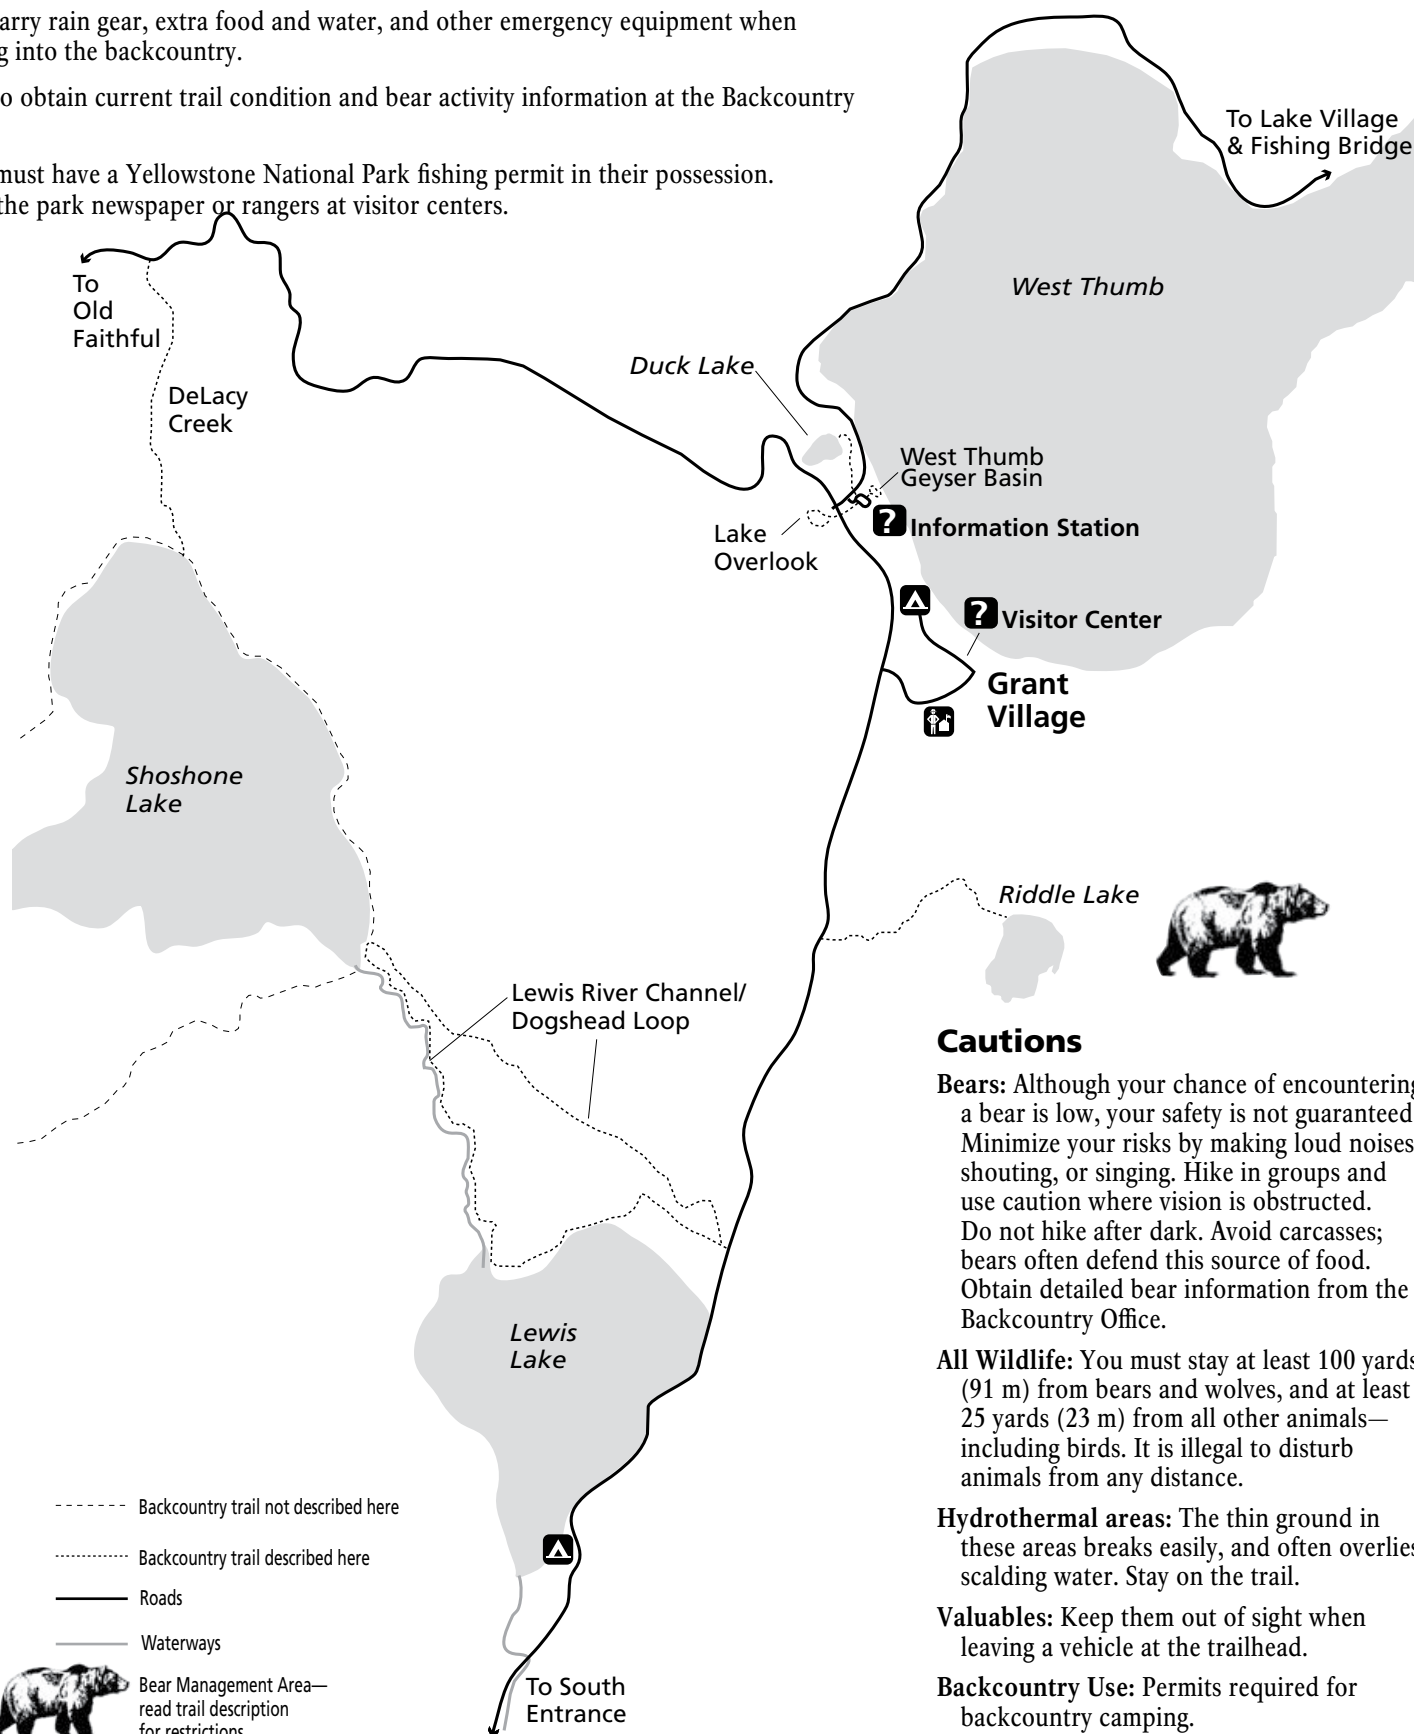 arry rain gear, extra food and water, and other emergency equipment when
g into the backcountry.
o obtain current trail condition and bear activity information at the Backcountry
must have a Yellowstone National Park fishing permit in their possession.
the park newspaper or rangers at visitor centers.
To Lake Village
& Fishing Bridge
To
Old
Faithful
West Thumb
Duck Lake
DeLacy
Creek
West Thumb
Geyser Basin
? Information Station
Lake
Overlook
? Visitor Center
Grant
Village
Shoshone
Lake
Riddle Lake
Lewis River Channel/
Dogshead Loop
Lewis
Lake
Cautions
Bears: Although your chance of encountering
a bear is low, your safety is not guaranteed
Minimize your risks by making loud noises
shouting, or singing. Hike in groups and
use caution where vision is obstructed.
Do not hike after dark. Avoid carcasses;
bears often defend this source of food.
Obtain detailed bear information from the
Backcountry Office.
All Wildlife: You must stay at least 100 yards
(91 m) from bears and wolves, and at least
25 yards (23 m) from all other animals—
including birds. It is illegal to disturb
animals from any distance.
Hydrothermal areas: The thin ground in
these areas breaks easily, and often overlies
scalding water. Stay on the trail.
Valuables: Keep them out of sight when
leaving a vehicle at the trailhead.
Backcountry Use: Permits required for
backcountry camping.
Backcountry trail not described here
Backcountry trail described here
Roads
Waterways
Bear Management Area—
read trail description
for restrictions
To South
Entrance